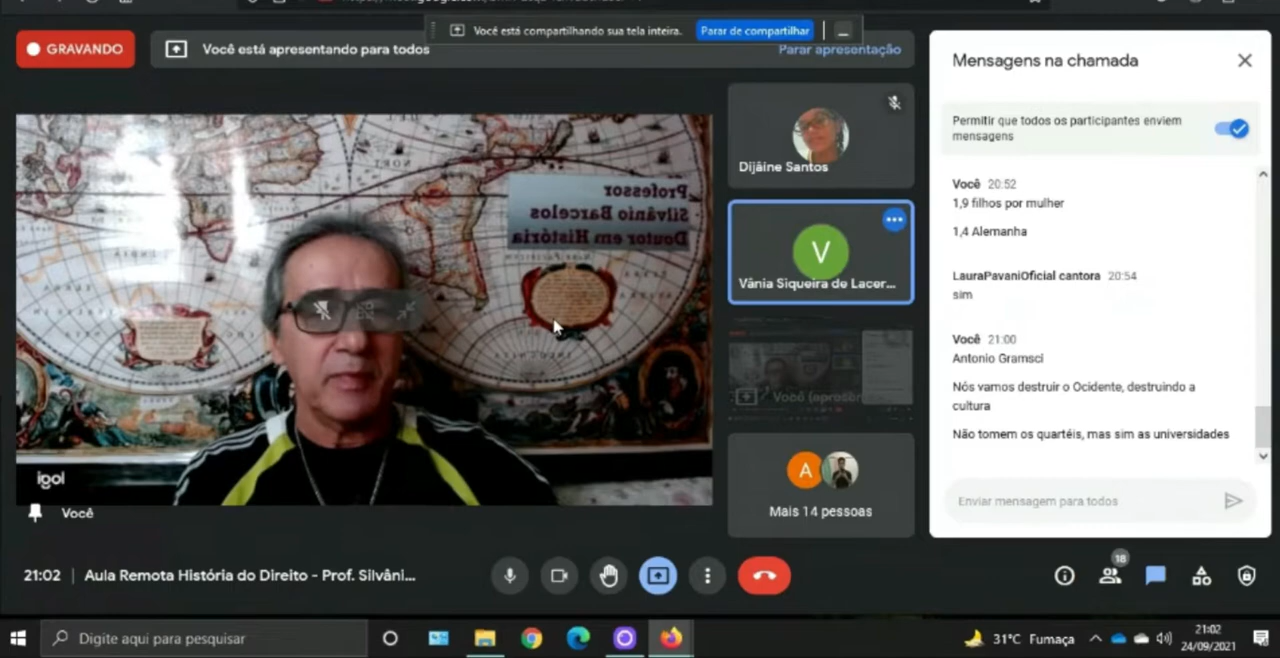 GRAVANDO
Você está apresentando para todos
Você está compartilhando sua tela inteira.
Parar de compartilhar
Parar apresentação
Professor
Silvânio Barcelos
Doutor em História
igol
Você
Dijâine Santos
V
Vânia Siqueira de Lacer...
A
Mais 14 pessoas
Mensagens na chamada
Permitir que todos os participantes enviem
mensagens
Você 20:52
1,9 filhos por mulher
1,4 Alemanha
LauraPavaniOficial cantora 20:54
sim
Você 21:00
Antonio Gramsci
Nós vamos destruir o Ocidente, destruindo a
cultura
Não tomem os quartéis, mas sim as universidades
Enviar mensagem para todos
21:02 | Aula Remota História do Direito - Prof. Silvâni...
18
Digite aqui para pesquisar
31°C Fumaça
21:02
24/09/2021